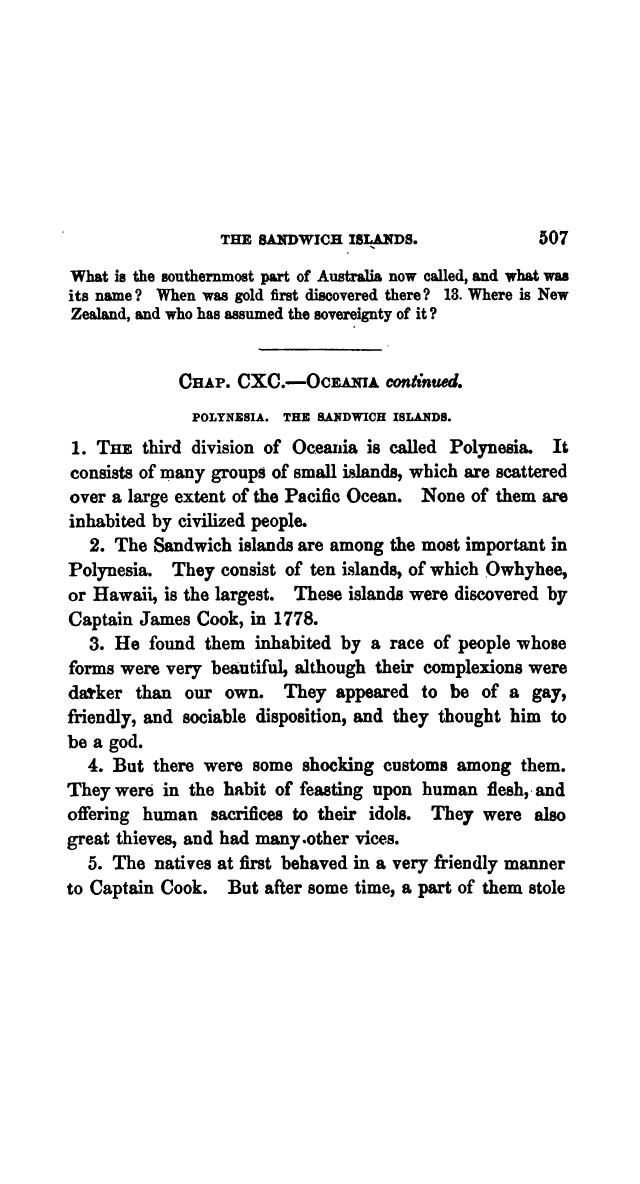 THE SANDWICH ISLANDS. 507
What is the southernmost part of Australia now called, and what was
its name? When was gold first discovered there? 13. Where is New
Zealand, and who has assumed the sovereignty of it?
CHAP. CXC.—OCEANIA continued.
POLYNESIA. THE SANDWICH ISLANDS.
1. THE third division of Oceania is called Polynesia. It
consists of many groups of small islands, which are scattered
over a large extent of the Pacific Ocean. None of them are
inhabited by civilized people.
2. The Sandwich islands are among the most important in
Polynesia. They consist of ten islands, of which Owhyhee,
or Hawaii, is the largest. These islands were discovered by
Captain James Cook, in 1778.
3. He found them inhabited by a race of people whose
forms were very beautiful, although their complexions were
darker than our own. They appeared to be of a gay,
friendly, and sociable disposition, and they thought him to
be a god.
4. But there were some shocking customs among them.
They were in the habit of feasting upon human flesh, and
offering human sacrifices to their idols. They were also
great thieves, and had many other vices.
5. The natives at first behaved in a very friendly manner
to Captain Cook. But after some time, a part of them stole